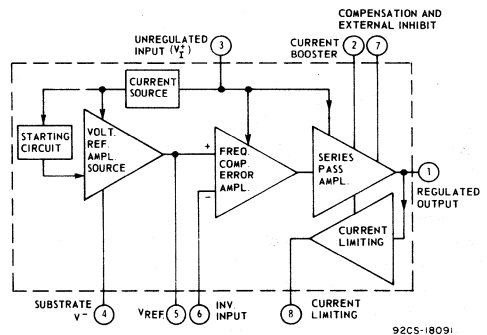 COMPENSATION AND
EXTERNAL INHIBIT
UNREGULATED
INPUT (V+I)
3
CURRENT
BOOSTER
2
7
CURRENT
SOURCE
STARTING
CIRCUIT
VOLT.
REF.
AMPL.
SOURCE
+
−
FREQ.
COMP.
ERROR
AMPL.
SERIES
PASS
AMPL.
1
REGULATED
OUTPUT
CURRENT
LIMITING
SUBSTRATE
V−
4
VREF
5
6
INV.
INPUT
8
CURRENT
LIMITING
92CS-18091